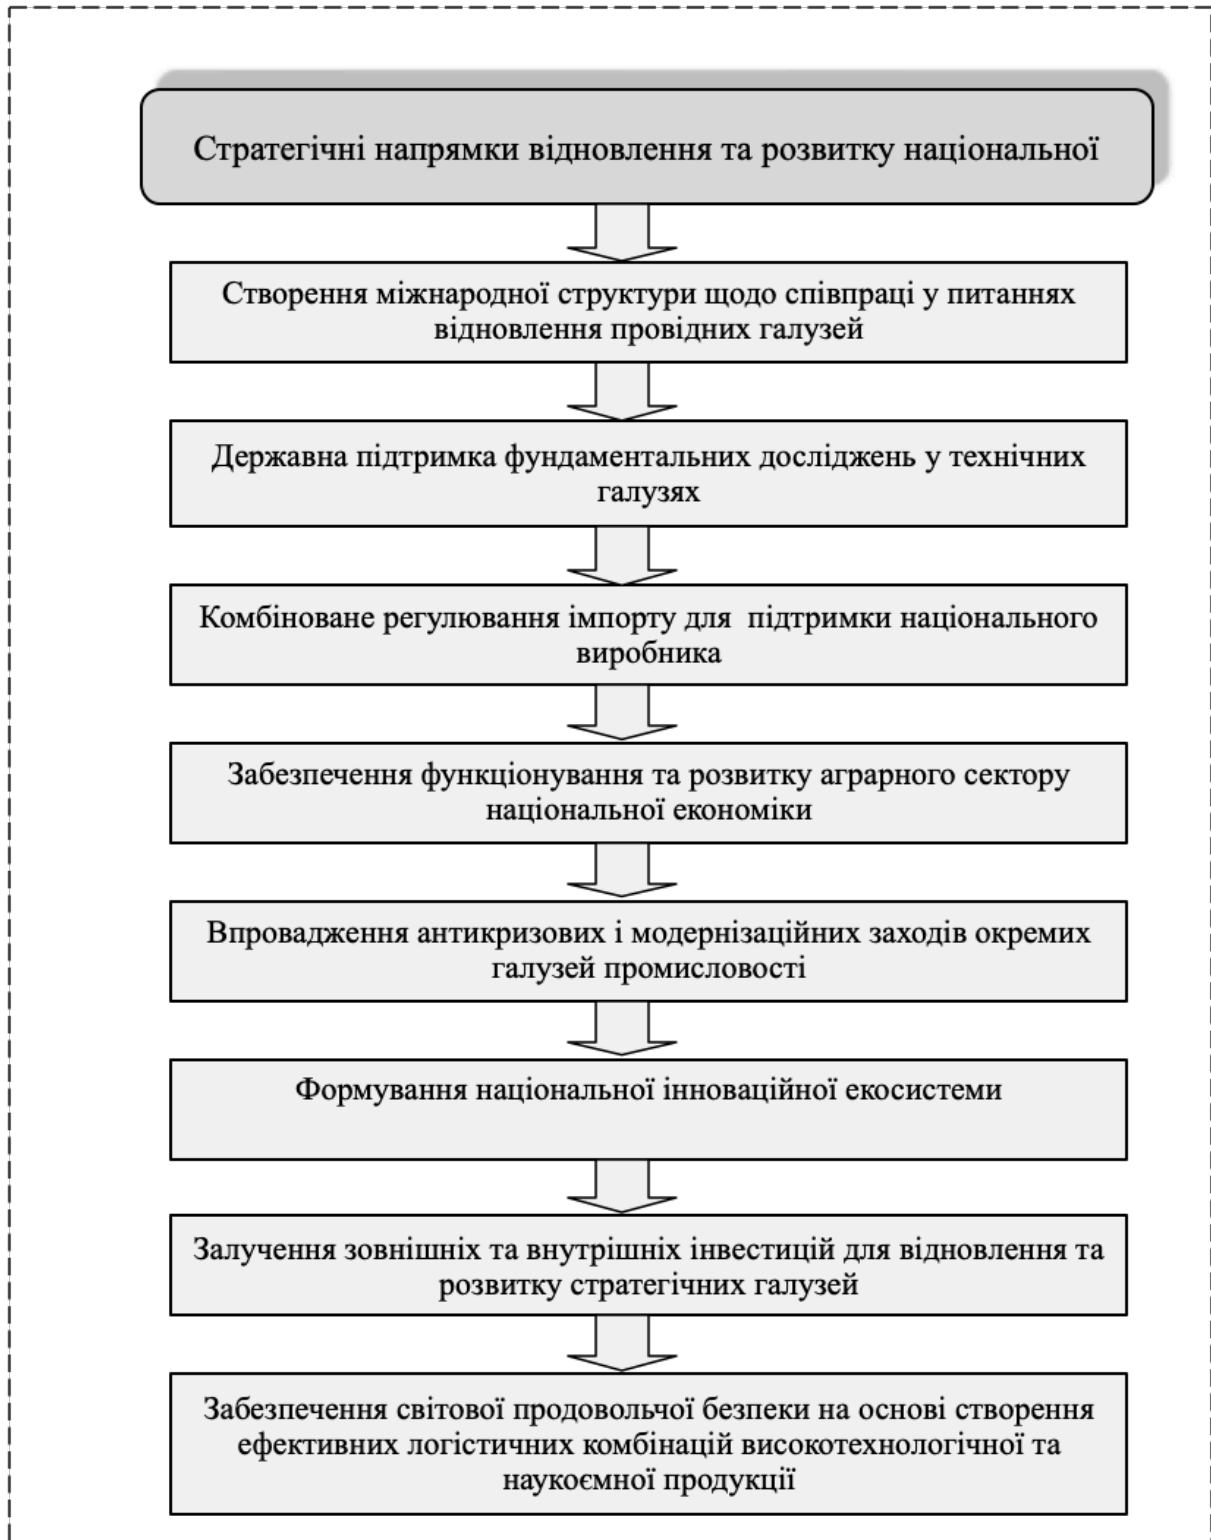 Стратегічні напрямки відновлення та розвитку національної
Створення міжнародної структури щодо співпраці у питаннях
відновлення провідних галузей
Державна підтримка фундаментальних досліджень у технічних
галузях
Комбіноване регулювання імпорту для  підтримки національного
виробника
Забезпечення функціонування та розвитку аграрного сектору
національної економіки
Впровадження антикризових і модернізаційних заходів окремих
галузей промисловості
Формування національної інноваційної екосистеми
Залучення зовнішніх та внутрішніх інвестицій для відновлення та
розвитку стратегічних галузей
Забезпечення світової продовольчої безпеки на основі створення
ефективних логістичних комбінацій високотехнологічної та
наукоємної продукції